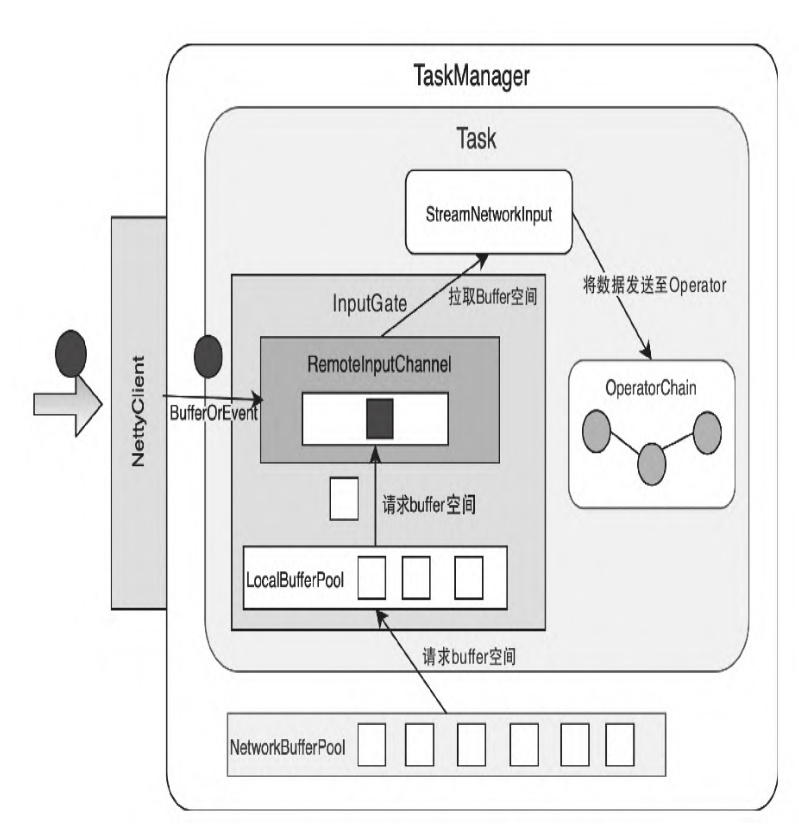 TaskManager
Task
StreamNetworkInput
拉取Buffer空间
将数据发送至Operator
InputGate
RemoteInputChannel
OperatorChain
NettyClient
BufferOrEvent
请求buffer空间
LocalBufferPool
请求buffer空间
NetworkBufferPool